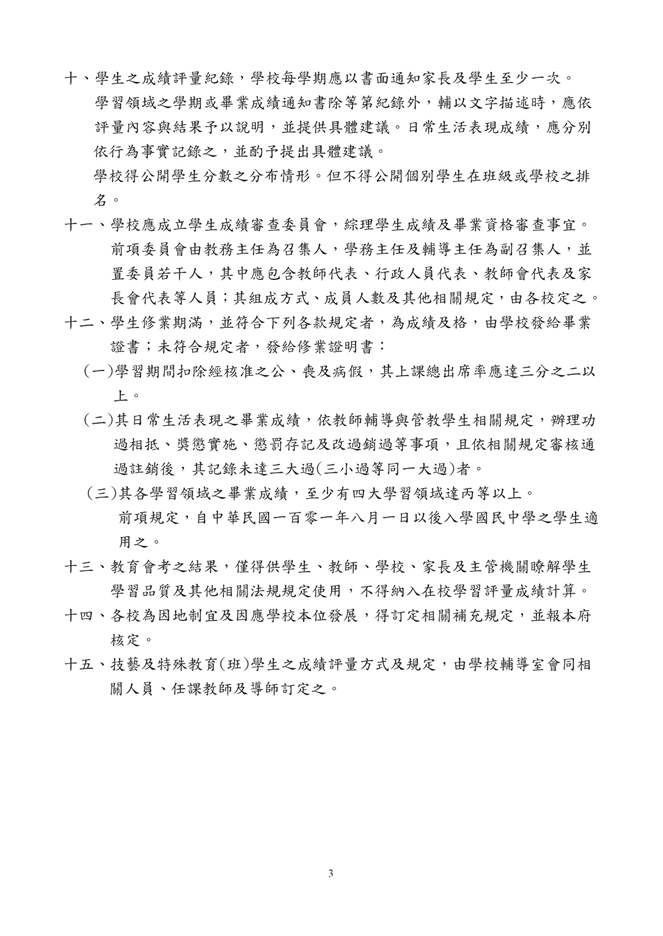 十、學生之成績評量紀錄，學校每學期應以書面通知家長及學生至少一次。
學習領域之學期或畢業成績通知書除等第紀錄外，輔以文字描述時，應依
評量內容與結果予以說明，並提供具體建議。日常生活表現成績，應分別
依行為事實記錄之，並酌予提出具體建議。
學校得公開學生分數之分布情形。但不得公開個別學生在班級或學校之排
名。
十一、學校應成立學生成績審查委員會，綜理學生成績及畢業資格審查事宜。
前項委員會由教務主任為召集人，學務主任及輔導主任為副召集人，並
置委員若干人，其中應包含教師代表、行政人員代表、教師會代表及家
長會代表等人員；其組成方式、成員人數及其他相關規定，由各校定之。
十二、學生修業期滿，並符合下列各款規定者，為成績及格，由學校發給畢業
證書；未符合規定者，發給修業證明書：
(一)學習期間扣除經核准之公、喪及病假，其上課總出席率應達三分之二以
上。
(二)其日常生活表現之畢業成績，依教師輔導與管教學生相關規定，辦理功
過相抵、獎懲實施、懲罰存記及改過銷過等事項，且依相關規定審核通
過註銷後，其記錄未達三大過(三小過等同一大過)者。
(三)其各學習領域之畢業成績，至少有四大學習領域達丙等以上。
前項規定，自中華民國一百零一年八月一日以後入學國民中學之學生適
用之。
十三、教育會考之結果，僅得供學生、教師、學校、家長及主管機關瞭解學生
學習品質及其他相關法規規定使用，不得納入在校學習評量成績計算。
十四、各校為因地制宜及因應學校本位發展，得訂定相關補充規定，並報本府
核定。
十五、技藝及特殊教育(班)學生之成績評量方式及規定，由學校輔導室會同相
關人員、任課教師及導師訂定之。
3